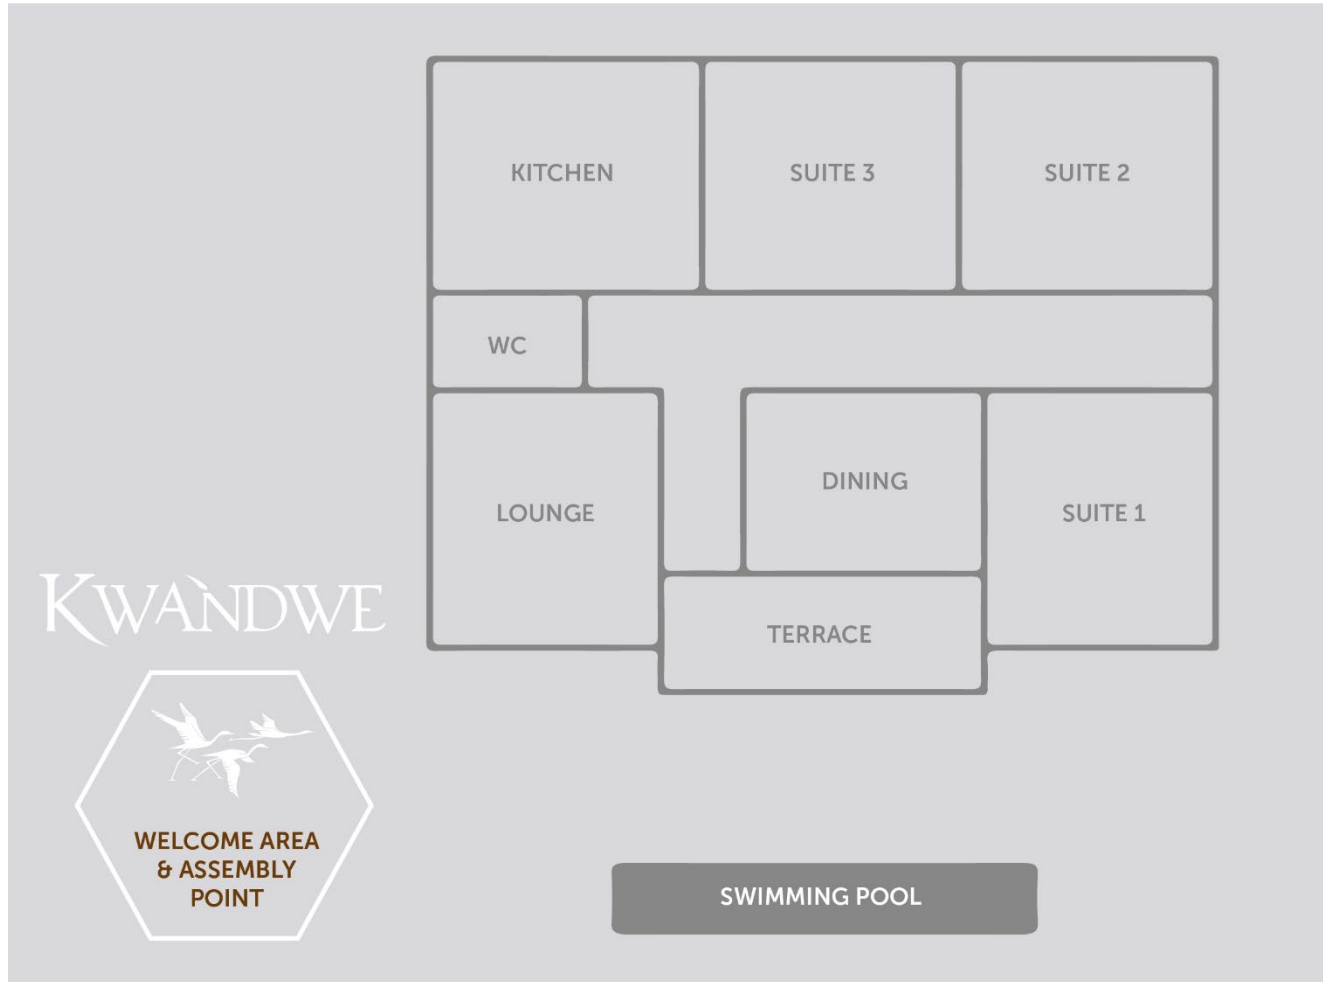 KITCHEN
SUITE 3
SUITE 2
WC
LOUNGE
DINING
SUITE 1
TERRACE
KWANDWE
WELCOME AREA
& ASSEMBLY
POINT
SWIMMING POOL